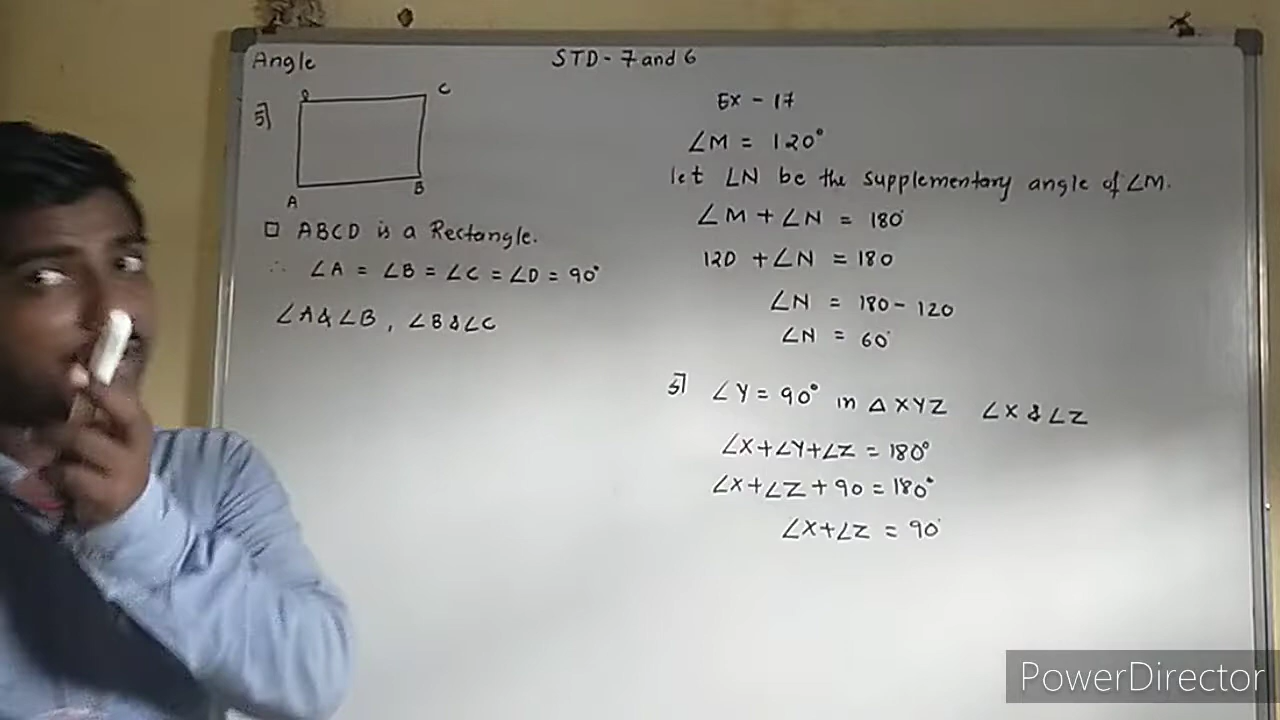 Angle
STD - 7 and 6
5]
C
A
B
□ ABCD is a Rectangle.
∴ ∠A = ∠B = ∠C = ∠D = 90°
∠A & ∠B, ∠B & ∠C
Ex - 17
∠M = 120°
let ∠N be the supplementary angle of ∠M.
∠M + ∠N = 180°
120 + ∠N = 180
∠N = 180 - 120
∠N = 60°
5] ∠Y = 90° in △XYZ ∠X & ∠Z
∠X+∠Y+∠Z = 180°
∠X+∠Z + 90 = 180°
∠X+∠Z = 90°
PowerDirector